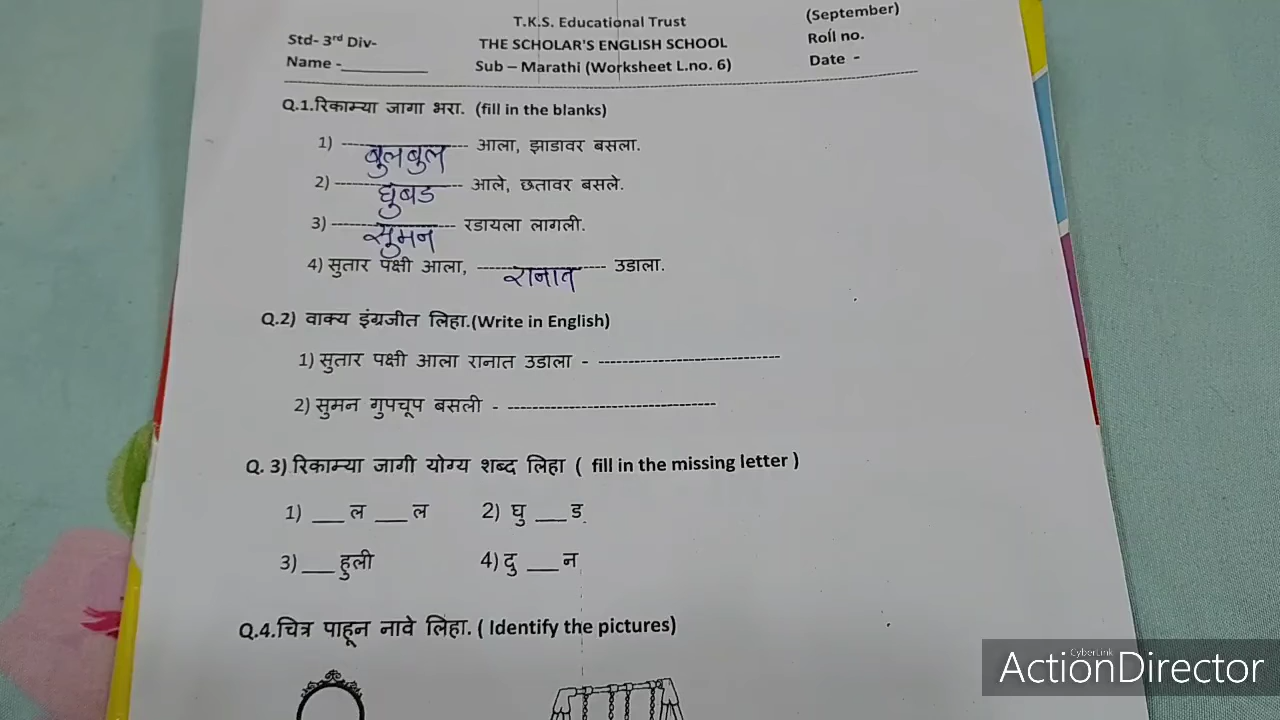 T.K.S. Educational Trust
(September)
Std- 3rd Div-
THE SCHOLAR'S ENGLISH SCHOOL
Roll no.
Name -__________
Sub – Marathi (Worksheet L.no. 6)
Date -
Q.1.रिकाम्या जागा भरा. (fill in the blanks)
1) बुलबुल आला, झाडावर बसला.
2) घुबड आले, छतावर बसले.
3) सुमन रडायला लागली.
4) सुतार पक्षी आला, रानात उडाला.
Q.2) वाक्य इंग्रजीत लिहा.(Write in English)
1) सुतार पक्षी आला रानात उडाला - ------------------------------
2) सुमन गुपचूप बसली - ----------------------------------
Q. 3) रिकाम्या जागी योग्य शब्द लिहा ( fill in the missing letter )
1) ___ ल ___ ल 2) घु ___ ड.
3) ___ हुली 4) दु ___ न
Q.4.चित्र पाहून नावे लिहा. ( Identify the pictures)
CyberLink
ActionDirector